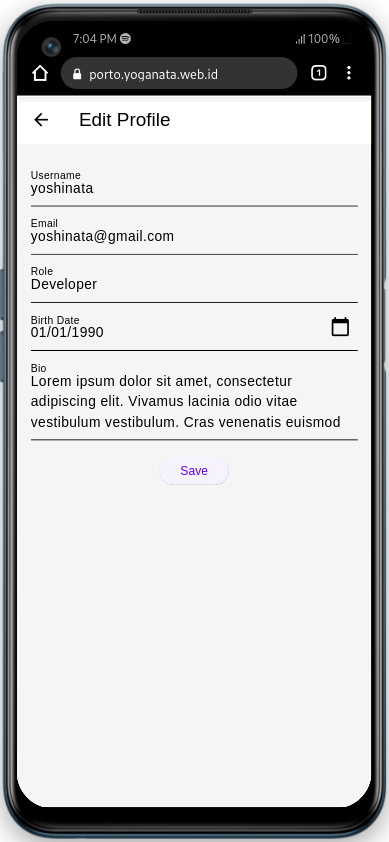 7:04 PM
100%
porto.yoganata.web.id
1
Edit Profile
Username
yoshinata
Email
yoshinata@gmail.com
Role
Developer
Birth Date
01/01/1990
Bio
Lorem ipsum dolor sit amet, consectetur
adipiscing elit. Vivamus lacinia odio vitae
vestibulum vestibulum. Cras venenatis euismod
Save